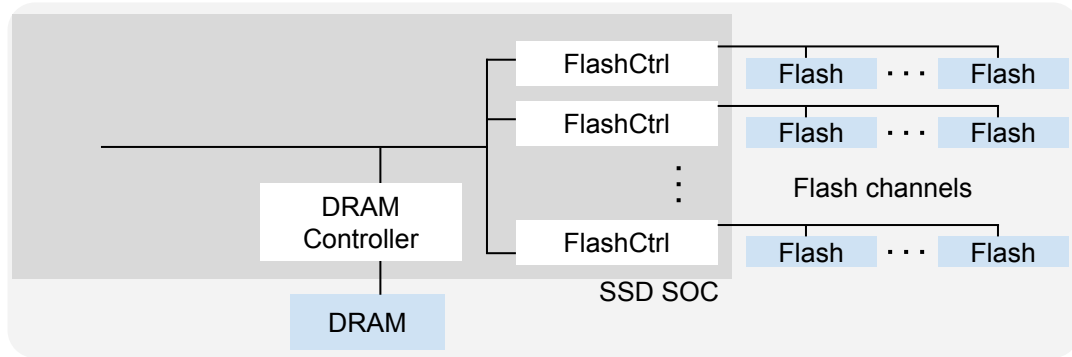 FlashCtrl
Flash ··· Flash
FlashCtrl
Flash ··· Flash
Flash channels
DRAM
Controller
FlashCtrl
Flash ··· Flash
SSD SOC
DRAM